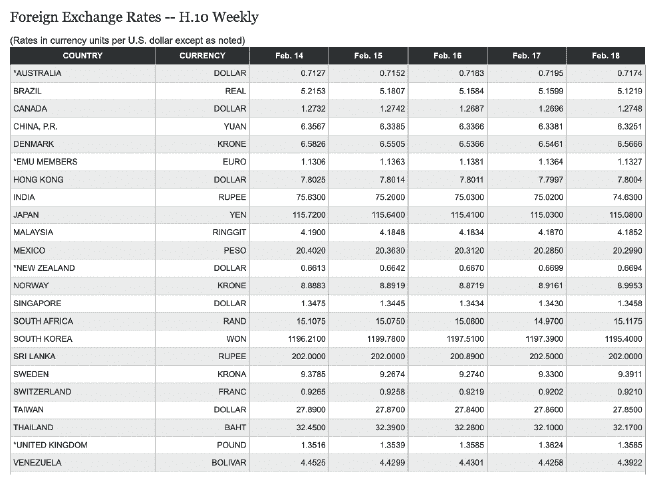 Foreign Exchange Rates -- H.10 Weekly
(Rates in currency units per U.S. dollar except as noted)
COUNTRY CURRENCY Feb. 14 Feb. 15 Feb. 16 Feb. 17 Feb. 18
*AUSTRALIA DOLLAR 0.7127 0.7152 0.7183 0.7195 0.7174
BRAZIL REAL 5.2153 5.1807 5.1584 5.1599 5.1219
CANADA DOLLAR 1.2732 1.2742 1.2687 1.2696 1.2748
CHINA, P.R. YUAN 6.3567 6.3385 6.3366 6.3381 6.3251
DENMARK KRONE 6.5826 6.5505 6.5366 6.5461 6.5666
*EMU MEMBERS EURO 1.1306 1.1363 1.1381 1.1364 1.1327
HONG KONG DOLLAR 7.8025 7.8014 7.8011 7.7997 7.8004
INDIA RUPEE 75.6300 75.2000 75.0300 75.0200 74.6300
JAPAN YEN 115.7200 115.6400 115.4100 115.0300 115.0800
MALAYSIA RINGGIT 4.1900 4.1848 4.1834 4.1870 4.1852
MEXICO PESO 20.4020 20.3630 20.3120 20.2850 20.2990
*NEW ZEALAND DOLLAR 0.6613 0.6642 0.6670 0.6699 0.6694
NORWAY KRONE 8.8883 8.8919 8.8719 8.9161 8.9953
SINGAPORE DOLLAR 1.3475 1.3445 1.3434 1.3430 1.3458
SOUTH AFRICA RAND 15.1075 15.0750 15.0600 14.9700 15.1175
SOUTH KOREA WON 1196.2100 1199.7800 1197.5100 1197.3900 1195.4000
SRI LANKA RUPEE 202.0000 202.0000 200.8900 202.5000 202.0000
SWEDEN KRONA 9.3785 9.2674 9.2740 9.3300 9.3911
SWITZERLAND FRANC 0.9265 0.9258 0.9219 0.9202 0.9210
TAIWAN DOLLAR 27.8900 27.8700 27.8400 27.8600 27.8500
THAILAND BAHT 32.4500 32.3900 32.2800 32.1000 32.1700
*UNITED KINGDOM POUND 1.3516 1.3539 1.3585 1.3624 1.3585
VENEZUELA BOLIVAR 4.4525 4.4299 4.4301 4.4258 4.3922